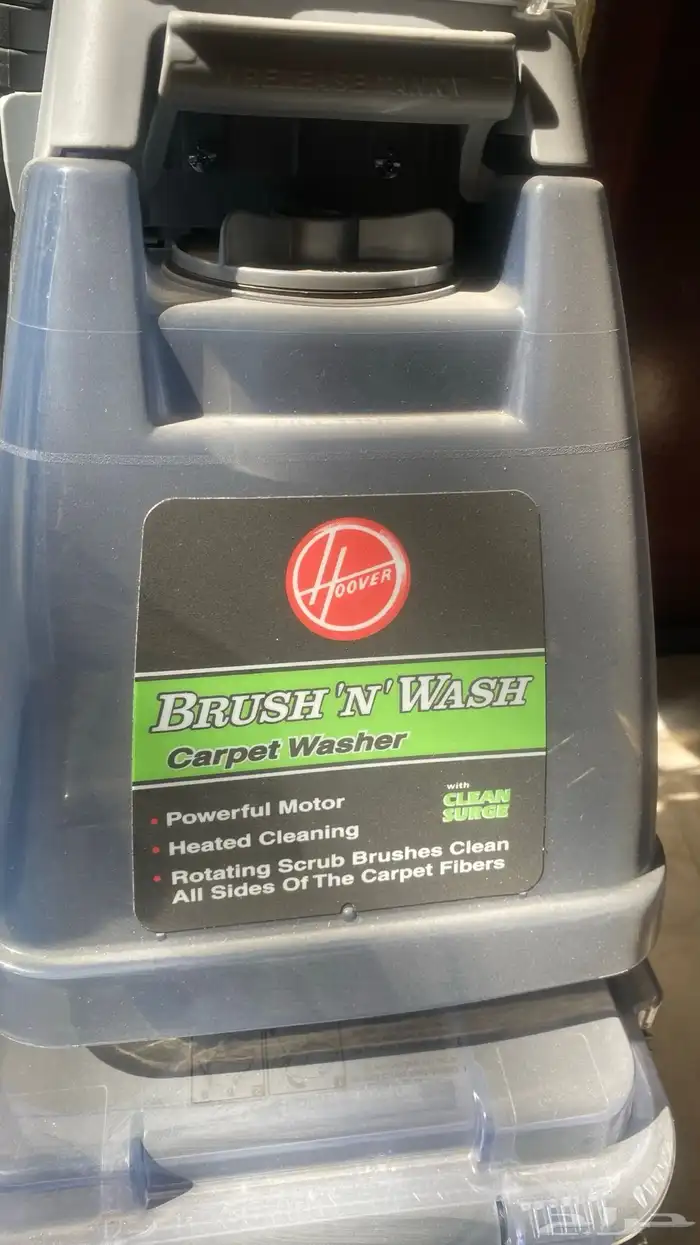 HOOVER
BRUSH 'N' WASH
Carpet Washer
with
CLEAN
SURGE
• Powerful Motor
• Heated Cleaning
• Rotating Scrub Brushes Clean
All Sides Of The Carpet Fibers
حراج